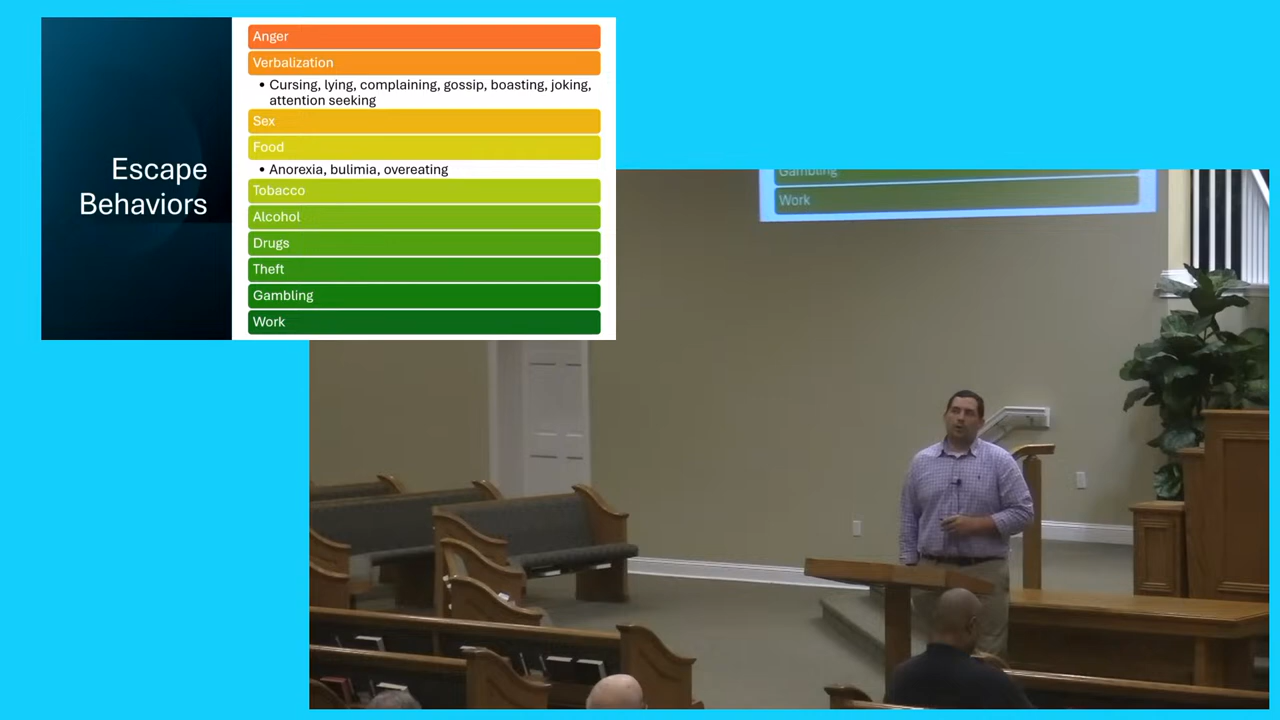 Escape
Behaviors
Anger
Verbalization
• Cursing, lying, complaining, gossip, boasting, joking,
attention seeking
Sex
Food
• Anorexia, bulimia, overeating
Tobacco
Alcohol
Drugs
Theft
Gambling
Work
Gambling
Work